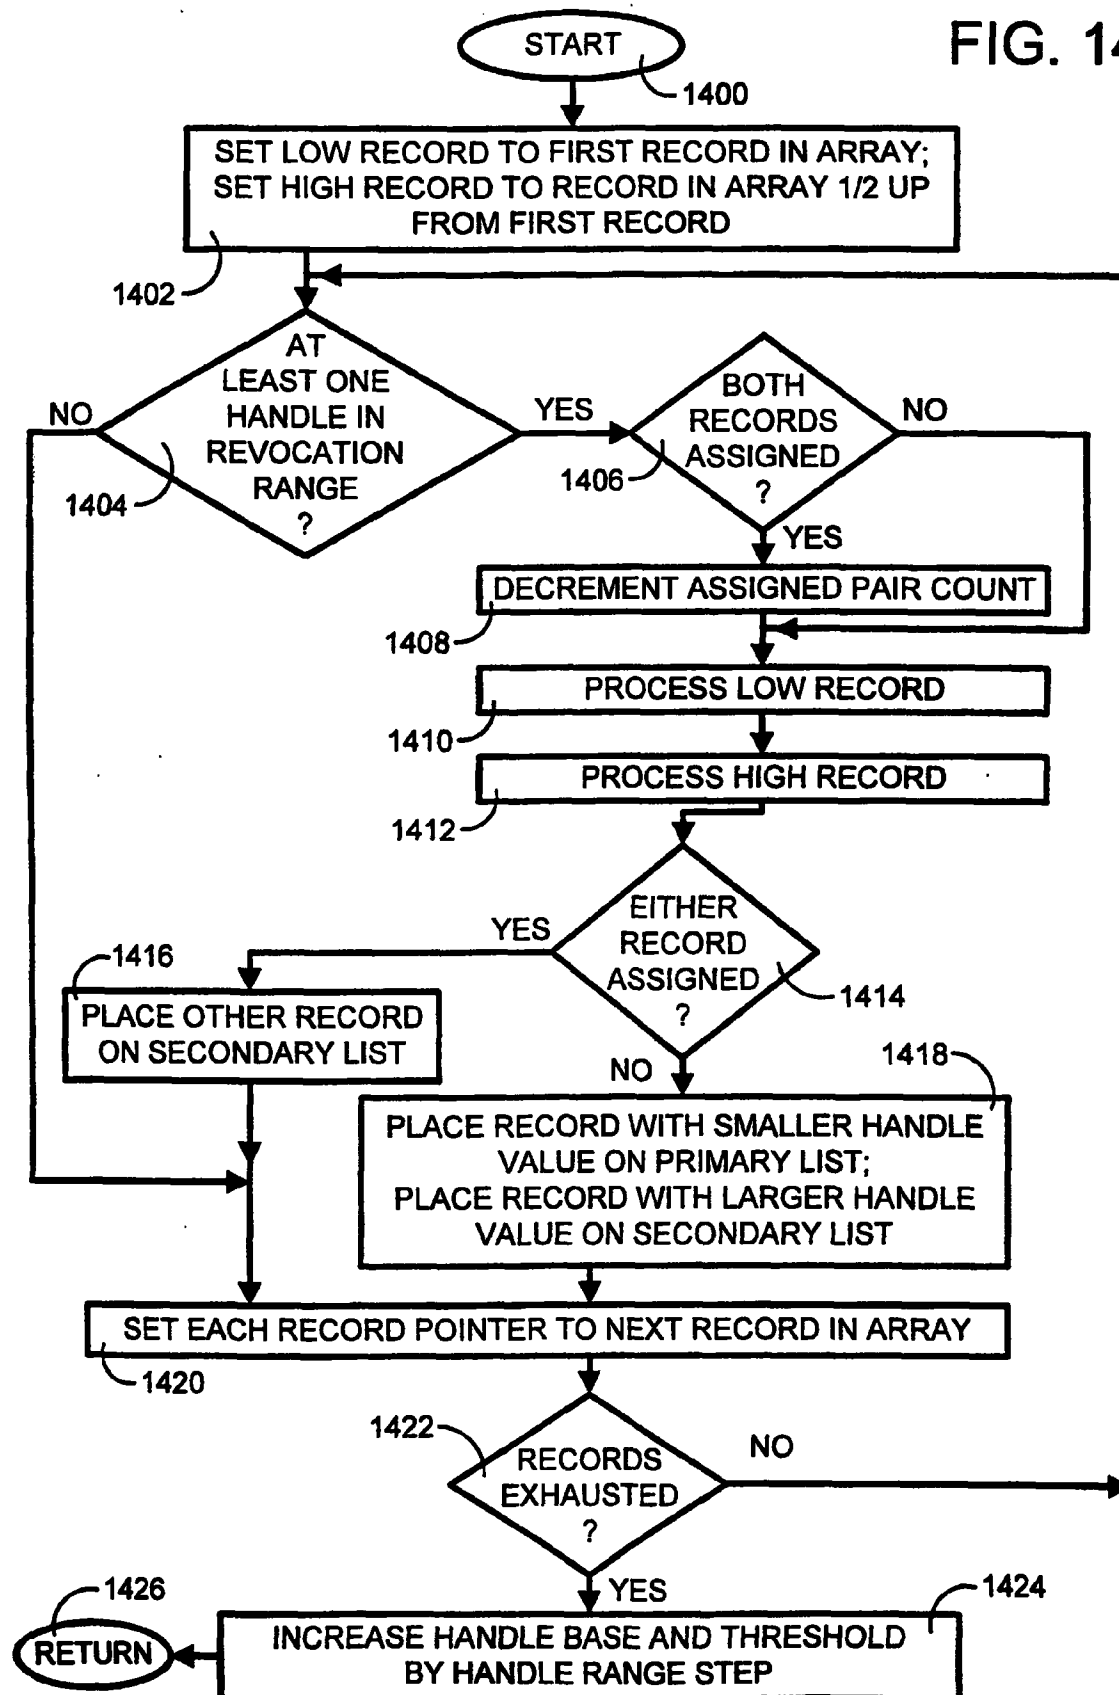 START
FIG. 14
1400
SET LOW RECORD TO FIRST RECORD IN ARRAY;
SET HIGH RECORD TO RECORD IN ARRAY 1/2 UP
FROM FIRST RECORD
1402
AT
LEAST ONE
HANDLE IN
REVOCATION
RANGE
?
NO
YES
1404
BOTH
RECORDS
ASSIGNED
?
NO
1406
YES
DECREMENT ASSIGNED PAIR COUNT
1408
PROCESS LOW RECORD
1410
PROCESS HIGH RECORD
1412
EITHER
RECORD
ASSIGNED
?
YES
1414
1416
PLACE OTHER RECORD
ON SECONDARY LIST
NO
1418
PLACE RECORD WITH SMALLER HANDLE
VALUE ON PRIMARY LIST;
PLACE RECORD WITH LARGER HANDLE
VALUE ON SECONDARY LIST
SET EACH RECORD POINTER TO NEXT RECORD IN ARRAY
1420
1422
RECORDS
EXHAUSTED
?
NO
YES
1426
RETURN
1424
INCREASE HANDLE BASE AND THRESHOLD
BY HANDLE RANGE STEP